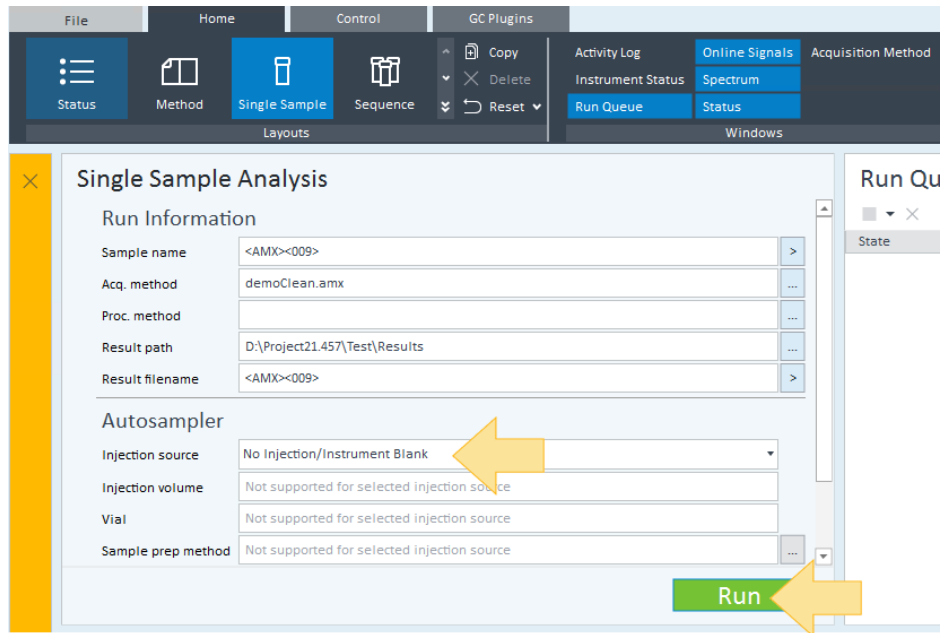 File Home Control GC Plugins
Status Method Single Sample Sequence
Copy
Delete
Reset
Layouts
Activity Log Online Signals Acquisition Method
Instrument Status Spectrum
Run Queue Status
Windows
Single Sample Analysis
Run Information
Sample name <AMX><009> >
Acq. method demoClean.amx ...
Proc. method ...
Result path D:\Project21.457\Test\Results ...
Result filename <AMX><009> >
Autosampler
Injection source No Injection/Instrument Blank
Injection volume Not supported for selected injection source
Vial Not supported for selected injection source
Sample prep method Not supported for selected injection source ...
Run
Run Qu
State